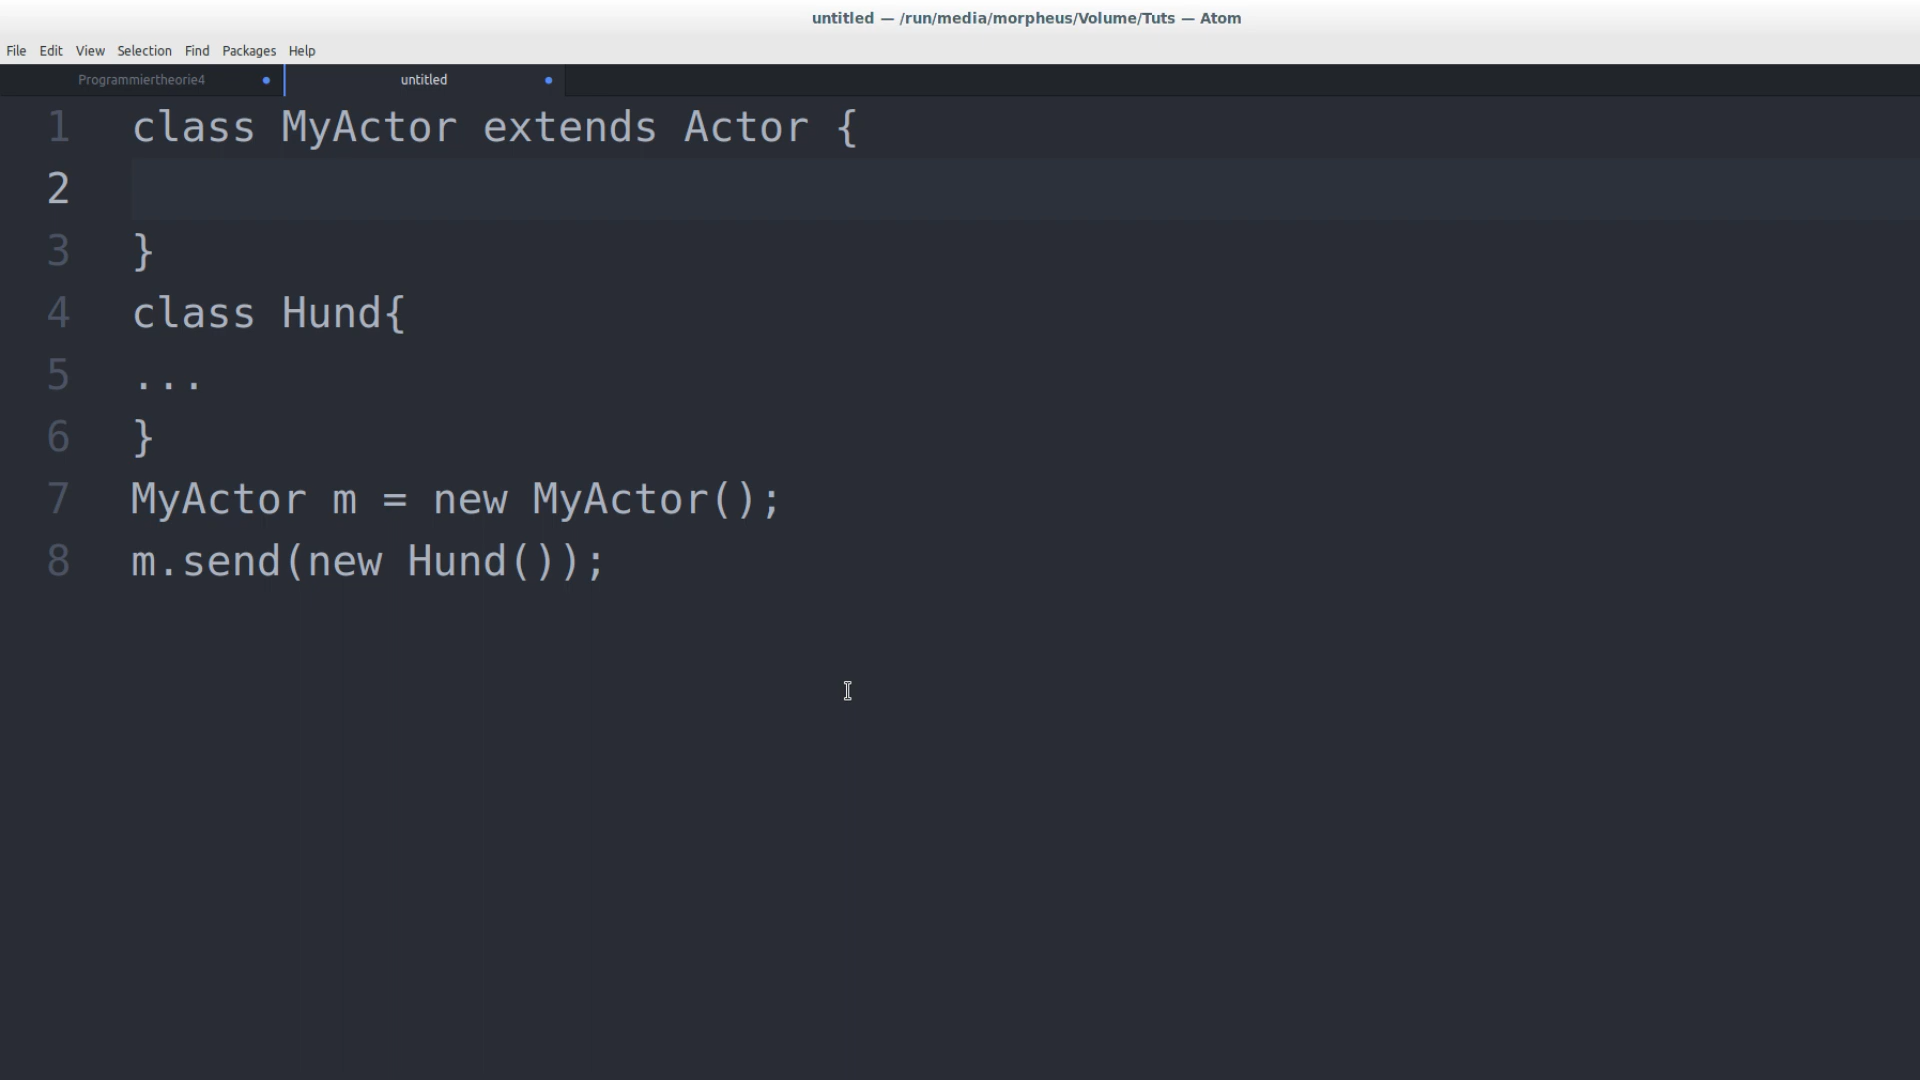 untitled — /run/media/morpheus/Volume/Tuts — Atom
File Edit View Selection Find Packages Help
Programmiertheorie4 untitled
1 class MyActor extends Actor {
2
3 }
4 class Hund{
5 ...
6 }
7 MyActor m = new MyActor();
8 m.send(new Hund());